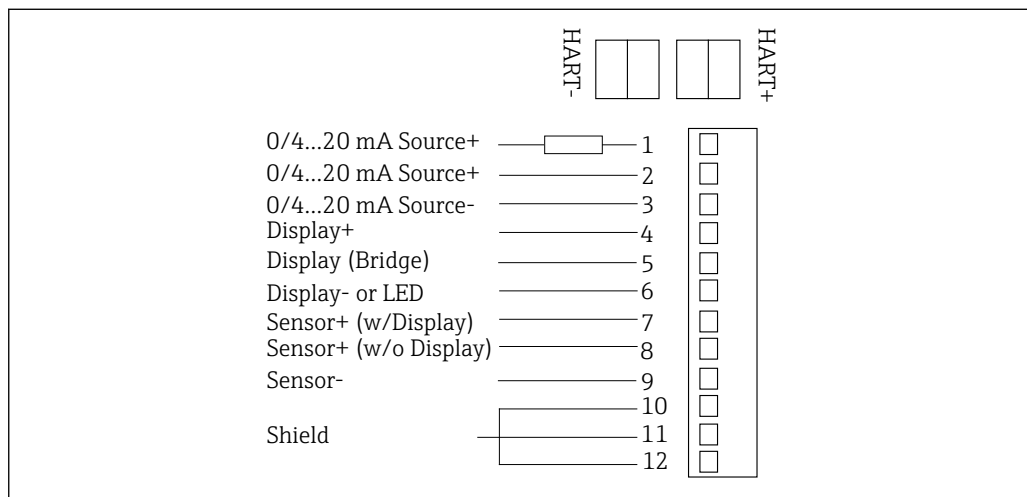 HART-
HART+
0/4...20 mA Source+ 1
0/4...20 mA Source+ 2
0/4...20 mA Source- 3
Display+ 4
Display (Bridge) 5
Display- or LED 6
Sensor+ (w/Display) 7
Sensor+ (w/o Display) 8
Sensor- 9
10
Shield 11
12